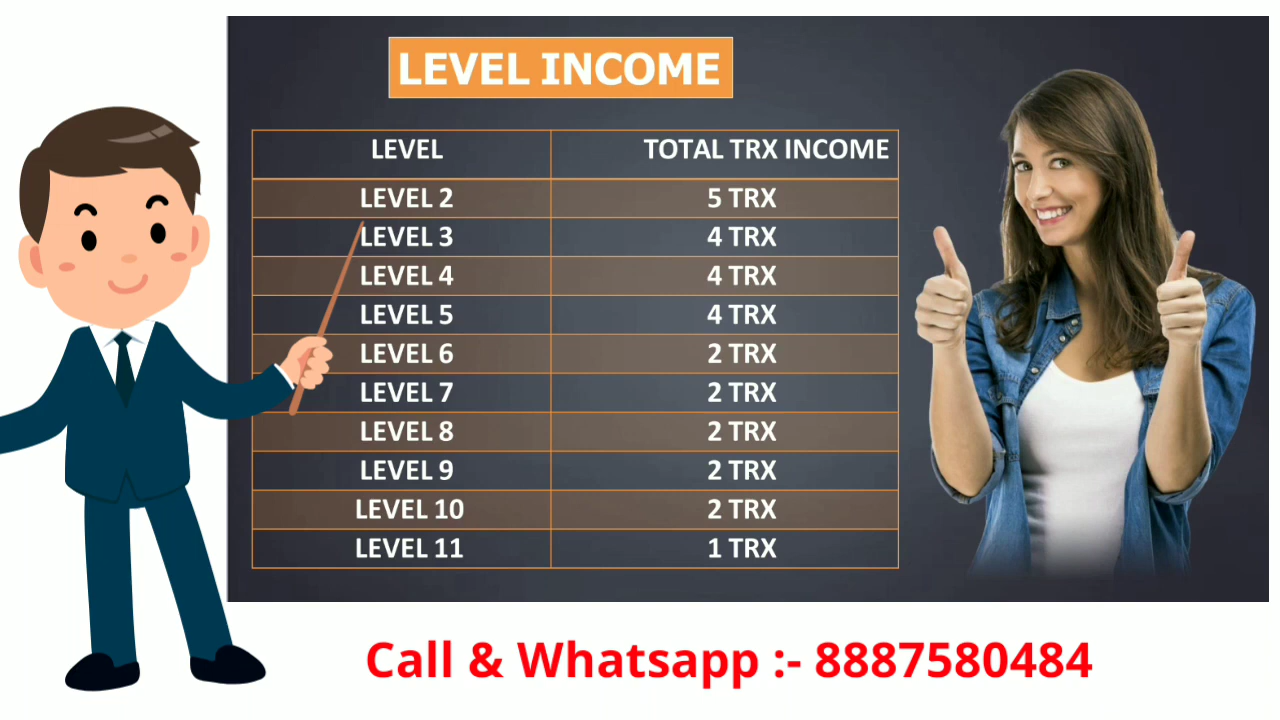 LEVEL INCOME
LEVEL TOTAL TRX INCOME
LEVEL 2 5 TRX
LEVEL 3 4 TRX
LEVEL 4 4 TRX
LEVEL 5 4 TRX
LEVEL 6 2 TRX
LEVEL 7 2 TRX
LEVEL 8 2 TRX
LEVEL 9 2 TRX
LEVEL 10 2 TRX
LEVEL 11 1 TRX
Call & Whatsapp :- 8887580484